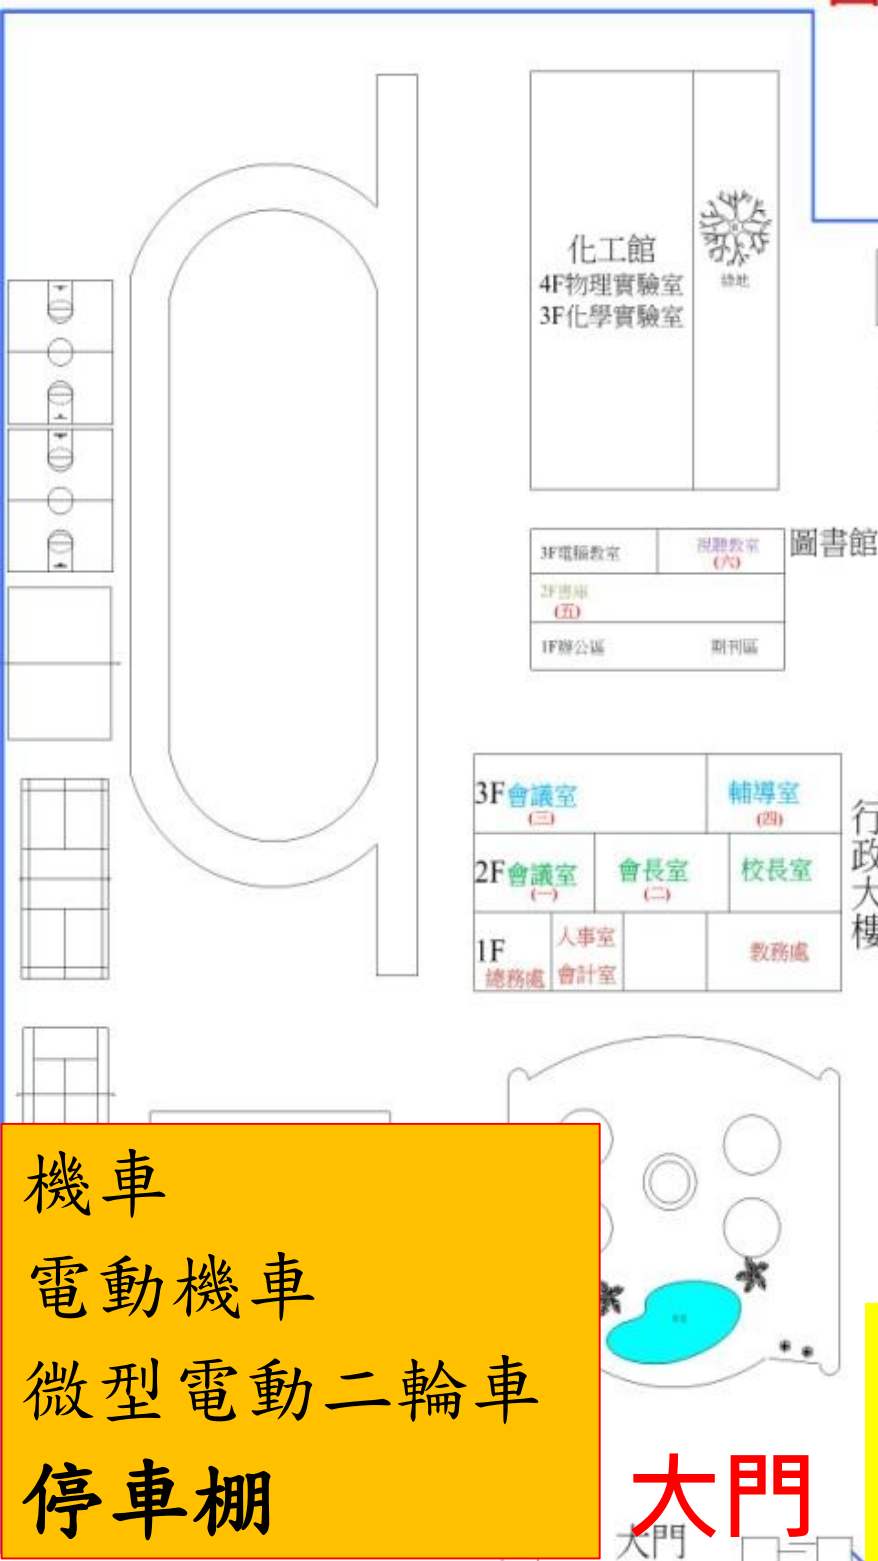 化工館
4F物理實驗室
3F化學實驗室
綠地
圖書館
3F電腦教室
視聽教室
(六)
2F書庫
(五)
1F辦公區
期刊區
行政大樓
3F會議室
(三)
輔導室
(四)
2F會議室
(一)
會長室
(二)
校長室
1F
總務處
人事室
會計室
教務處
機車
電動機車
微型電動二輪車
停車棚
大門
大門